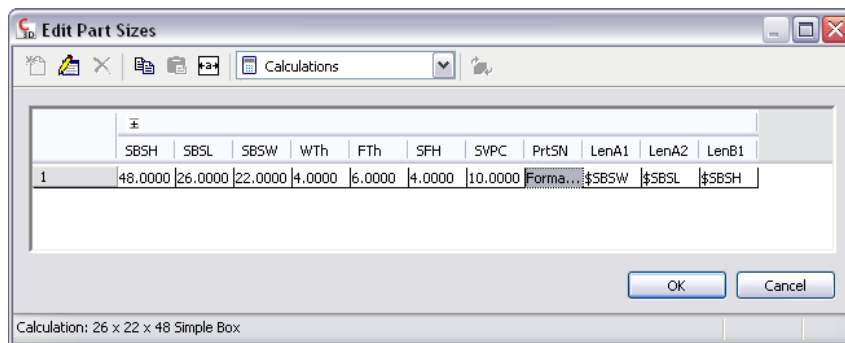 Edit Part Sizes
Calculations
SBSH SBSL SBSW WTh FTh SFH SVPC PrtSN LenA1 LenA2 LenB1
1 48.0000 26.0000 22.0000 4.0000 6.0000 4.0000 10.0000 Forma... $SBSW $SBSL $SBSH
OK Cancel
Calculation: 26 x 22 x 48 Simple Box